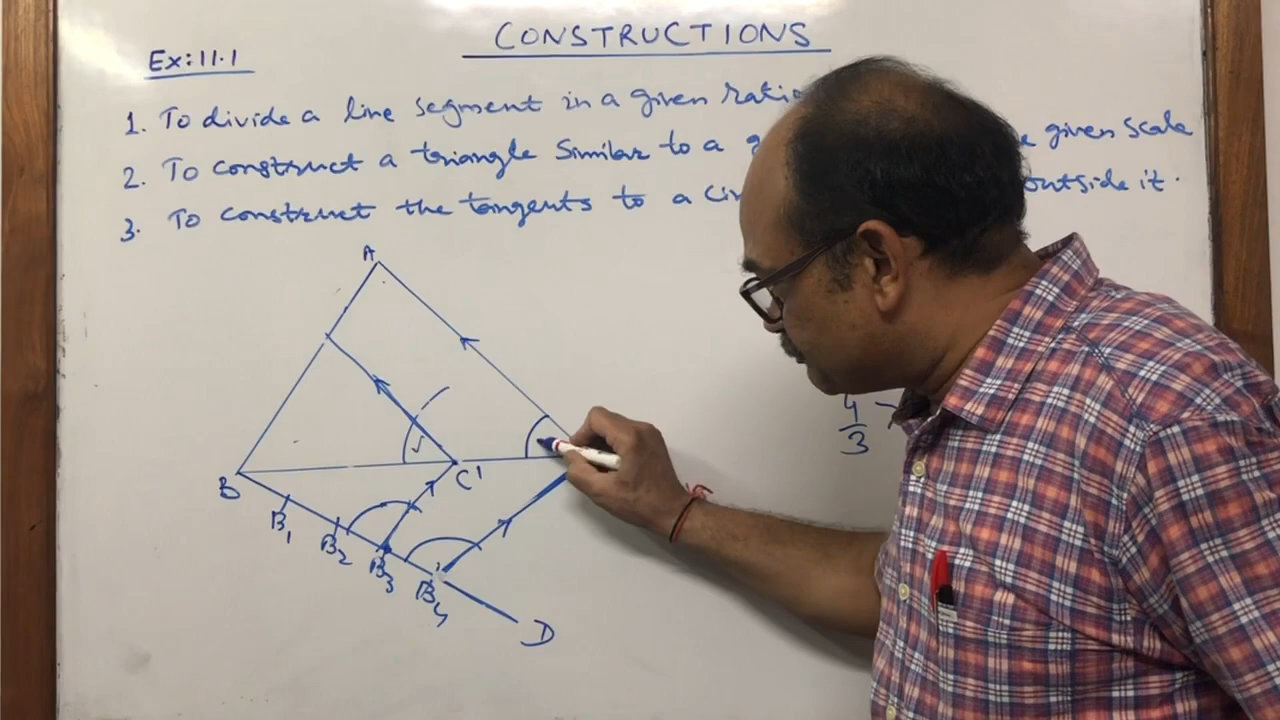 CONSTRUCTIONS
Ex: 11.1
1. To divide a line segment in a given ratio
2. To construct a triangle Similar to a given Scale
3. To construct the tangents to a outside it.
A
4
3
B
C'
B1
B2
B3
B4
D